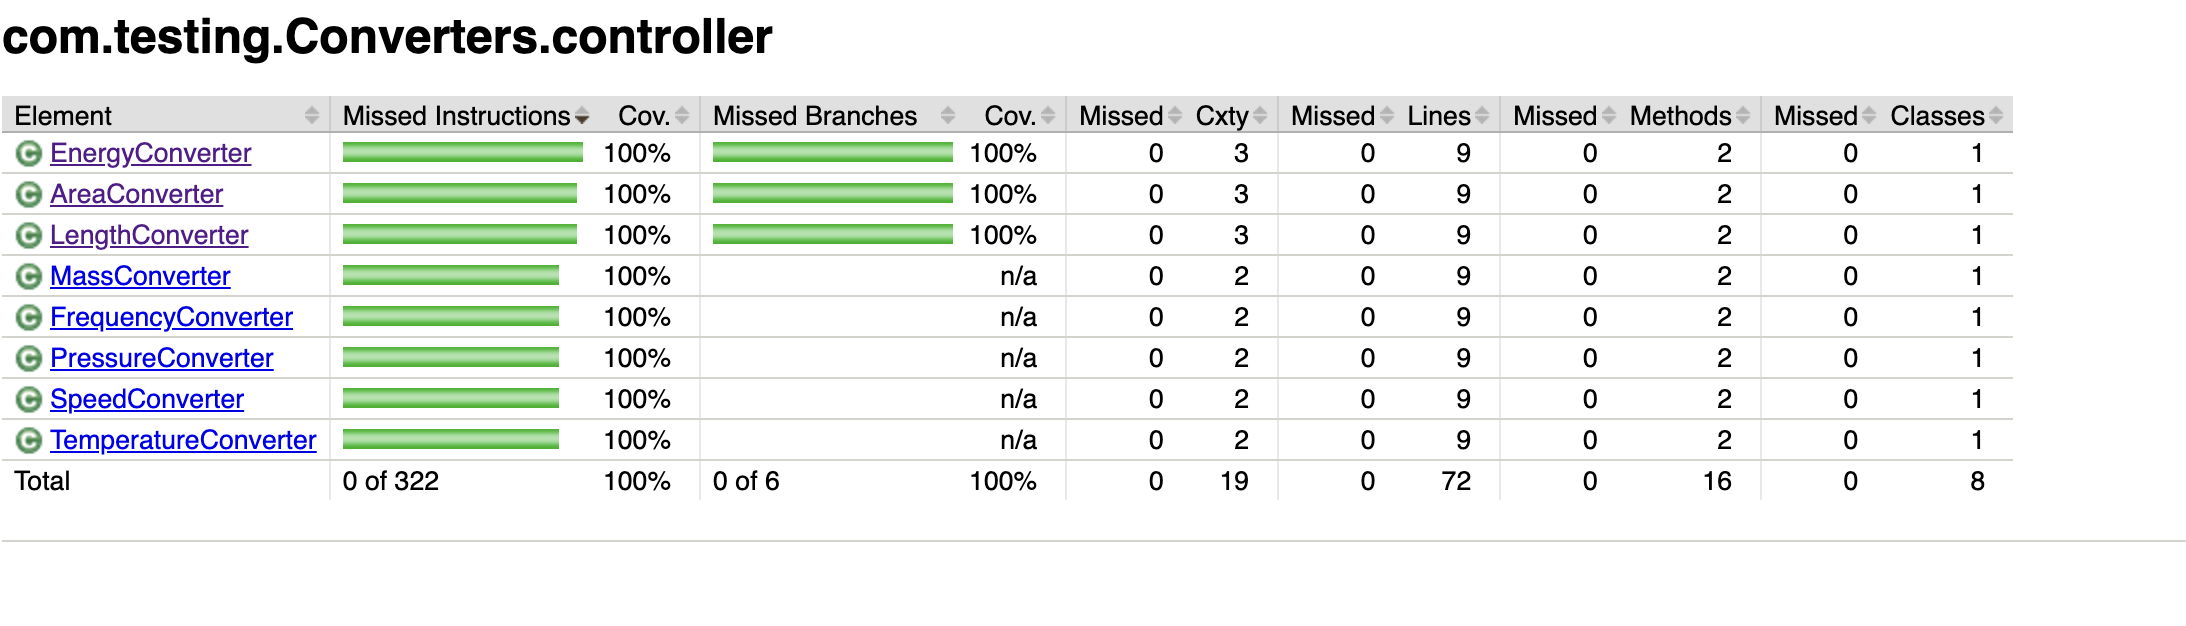 com.testing.Converters.controller
Element Missed Instructions Cov. Missed Branches Cov. Missed Cxty Missed Lines Missed Methods Missed Classes
C EnergyConverter 100% 100% 0 3 0 9 0 2 0 1
C AreaConverter 100% 100% 0 3 0 9 0 2 0 1
C LengthConverter 100% 100% 0 3 0 9 0 2 0 1
C MassConverter 100% n/a 0 2 0 9 0 2 0 1
C FrequencyConverter 100% n/a 0 2 0 9 0 2 0 1
C PressureConverter 100% n/a 0 2 0 9 0 2 0 1
C SpeedConverter 100% n/a 0 2 0 9 0 2 0 1
C TemperatureConverter 100% n/a 0 2 0 9 0 2 0 1
Total 0 of 322 100% 0 of 6 100% 0 19 0 72 0 16 0 8